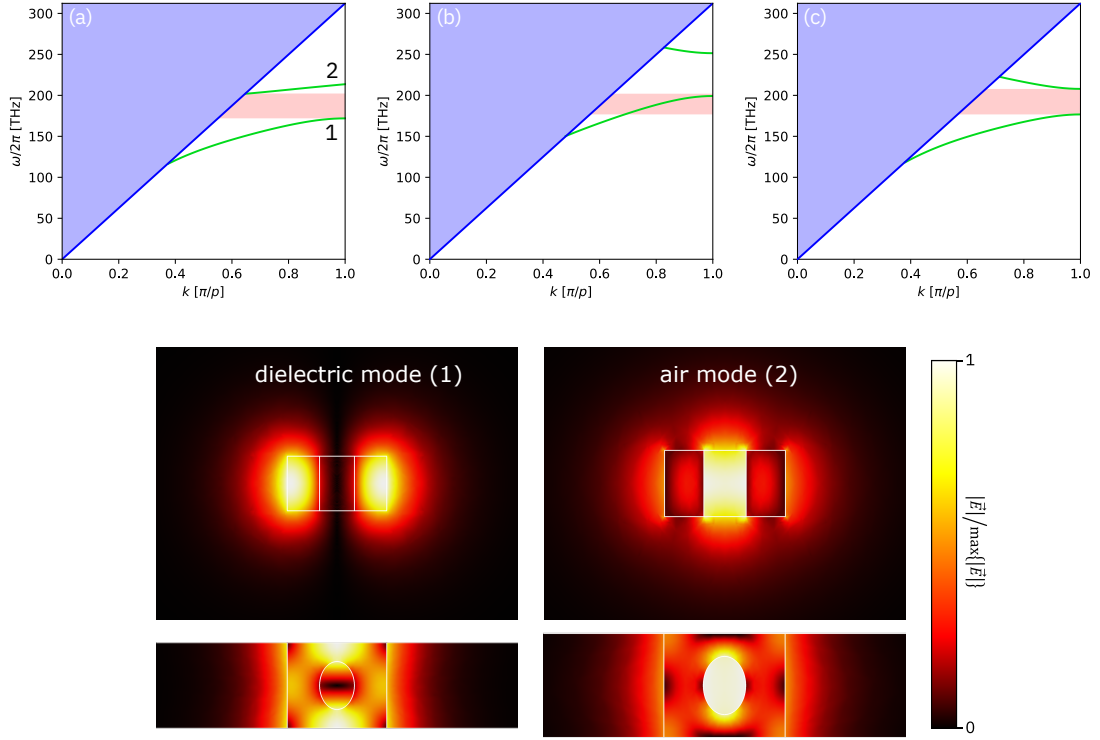 (a)
300
250
200
150
100
50
0
ω/2π [THz]
2
1
0.0 0.2 0.4 0.6 0.8 1.0
k [π/p]
(b)
300
250
200
150
100
50
0
ω/2π [THz]
0.0 0.2 0.4 0.6 0.8 1.0
k [π/p]
(c)
300
250
200
150
100
50
0
ω/2π [THz]
0.0 0.2 0.4 0.6 0.8 1.0
k [π/p]
dielectric mode (1)
air mode (2)
1
0
|E⃗|/max{|E⃗|}